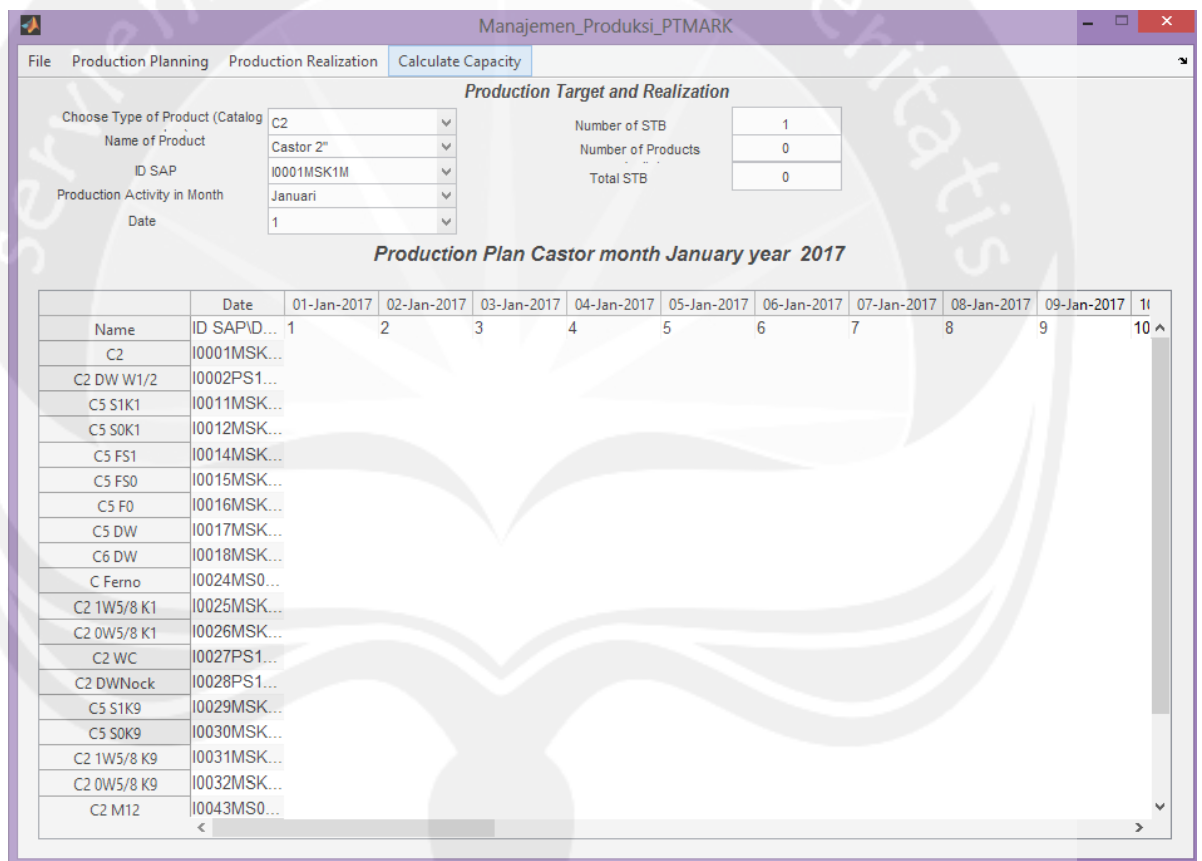 Manajemen_Produksi_PTMARK
File Production Planning Production Realization Calculate Capacity
Production Target and Realization
Choose Type of Product (Catalog C2
Name of Product Castor 2"
ID SAP I0001MSK1M
Production Activity in Month Januari
Date 1
Number of STB 1
Number of Products 0
Total STB 0
Production Plan Castor month January year 2017
Date 01-Jan-2017 02-Jan-2017 03-Jan-2017 04-Jan-2017 05-Jan-2017 06-Jan-2017 07-Jan-2017 08-Jan-2017 09-Jan-2017
Name ID SAP\D... 1 2 3 4 5 6 7 8 9 10
C2 I0001MSK...
C2 DW W1/2 I0002PS1...
C5 S1K1 I0011MSK...
C5 S0K1 I0012MSK...
C5 FS1 I0014MSK...
C5 FS0 I0015MSK...
C5 F0 I0016MSK...
C5 DW I0017MSK...
C6 DW I0018MSK...
C Ferno I0024MS0...
C2 1W5/8 K1 I0025MSK...
C2 0W5/8 K1 I0026MSK...
C2 WC I0027PS1...
C2 DWNock I0028PS1...
C5 S1K9 I0029MSK...
C5 S0K9 I0030MSK...
C2 1W5/8 K9 I0031MSK...
C2 0W5/8 K9 I0032MSK...
C2 M12 I0043MS0...